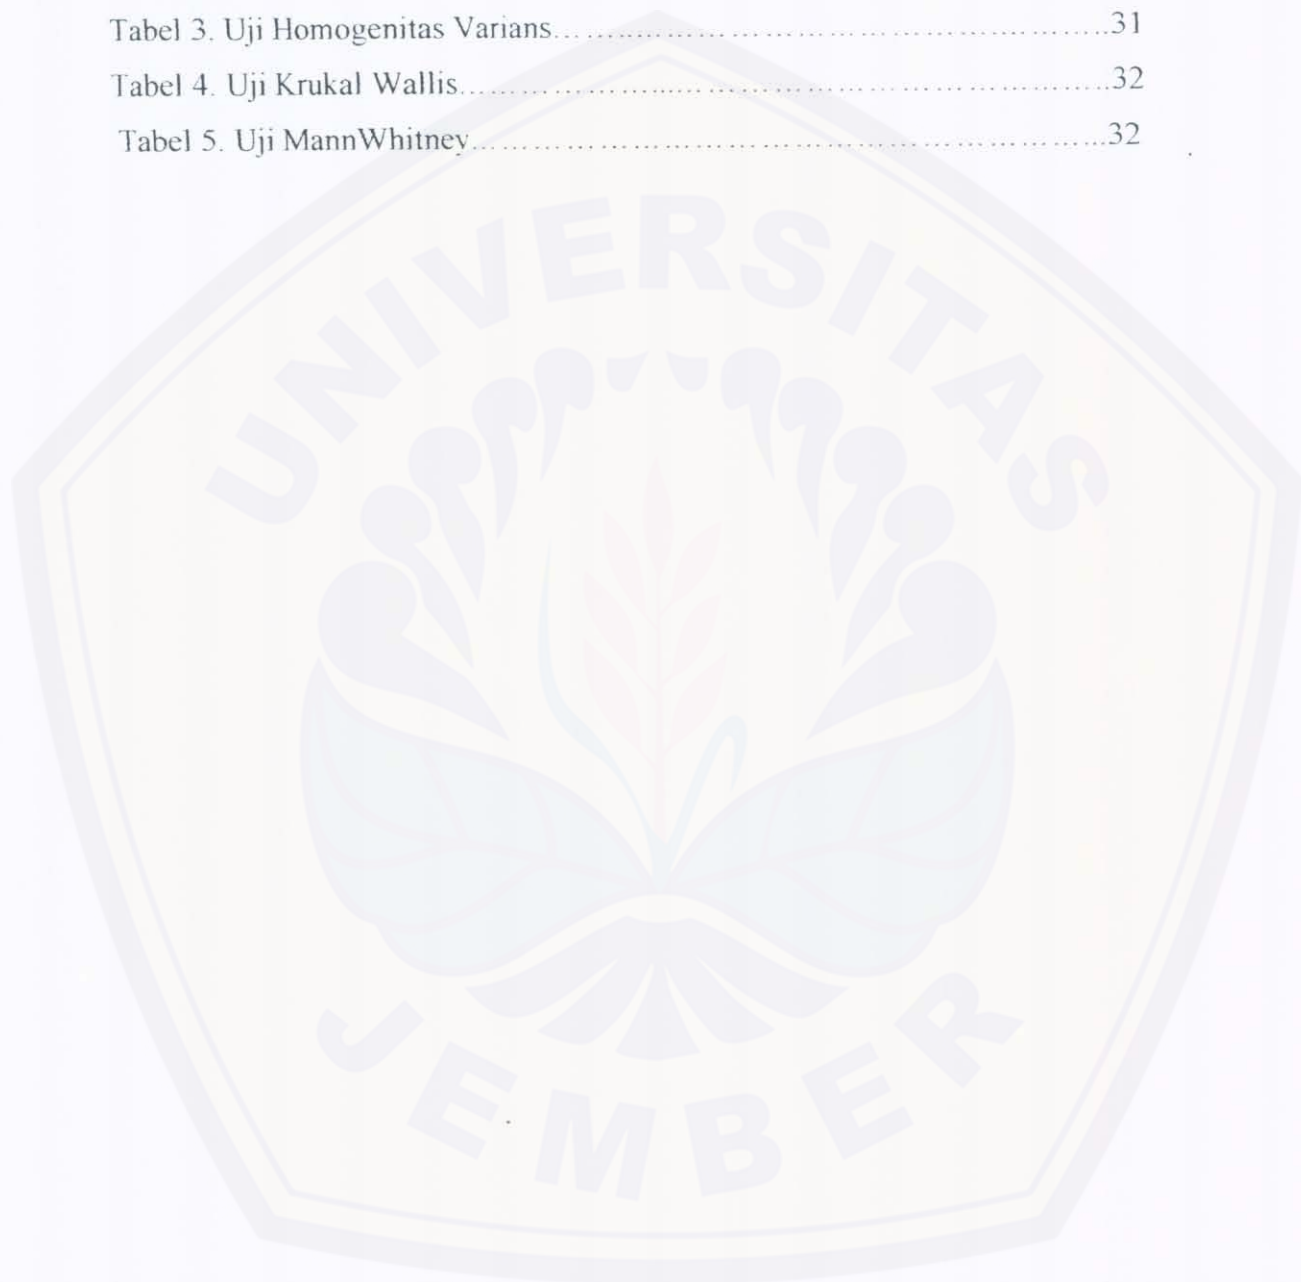 Tabel 3. Uji Homogenitas Varians....................................................31
Tabel 4. Uji Krukal Wallis..............................................................32
Tabel 5. Uji MannWhitney............................................................32
UNIVERSITAS
JEMBER